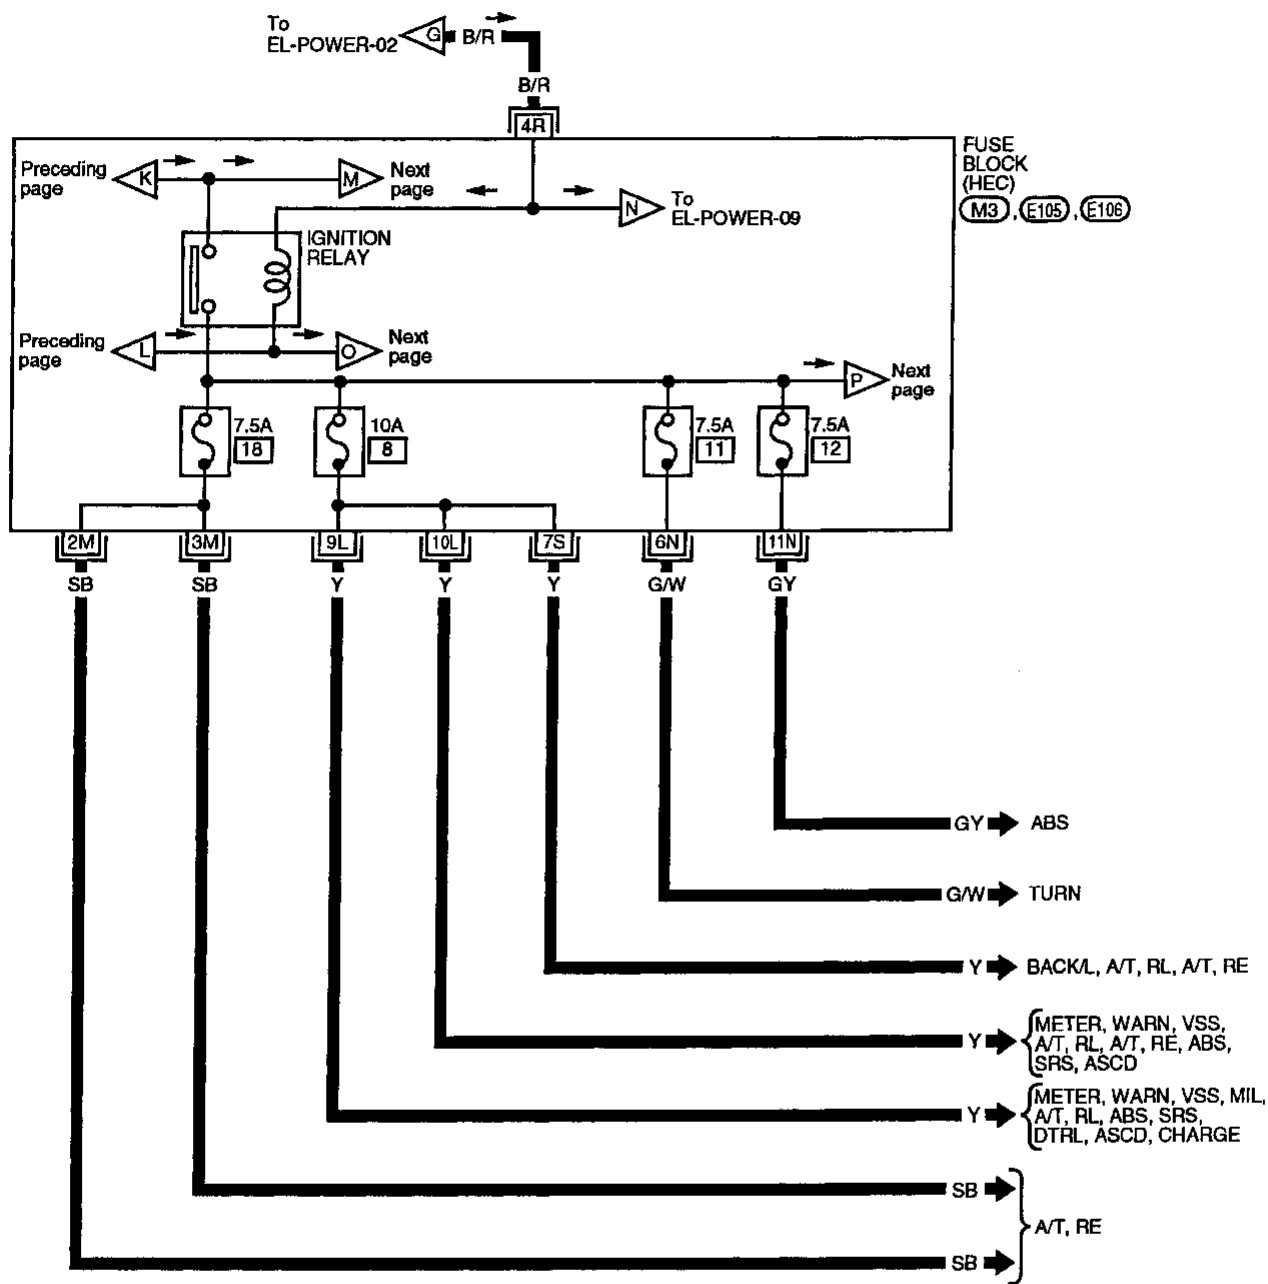 To
EL-POWER-02
G
B/R
B/R
4R
FUSE
BLOCK
(HEC)
M3, E105, E106
Preceding
page
K
M
Next
page
N
To
EL-POWER-09
IGNITION
RELAY
Preceding
page
L
O
Next
page
P
Next
page
7.5A
18
10A
8
7.5A
11
7.5A
12
2M
3M
9L
10L
7S
6N
11N
SB
SB
Y
Y
Y
G/W
GY
GY
ABS
G/W
TURN
Y
BACK/L, A/T, RL, A/T, RE
Y
METER, WARN, VSS,
A/T, RL, A/T, RE, ABS,
SRS, ASCD
Y
METER, WARN, VSS, MIL,
A/T, RL, ABS, SRS,
DTRL, ASCD, CHARGE
SB
A/T, RE
SB